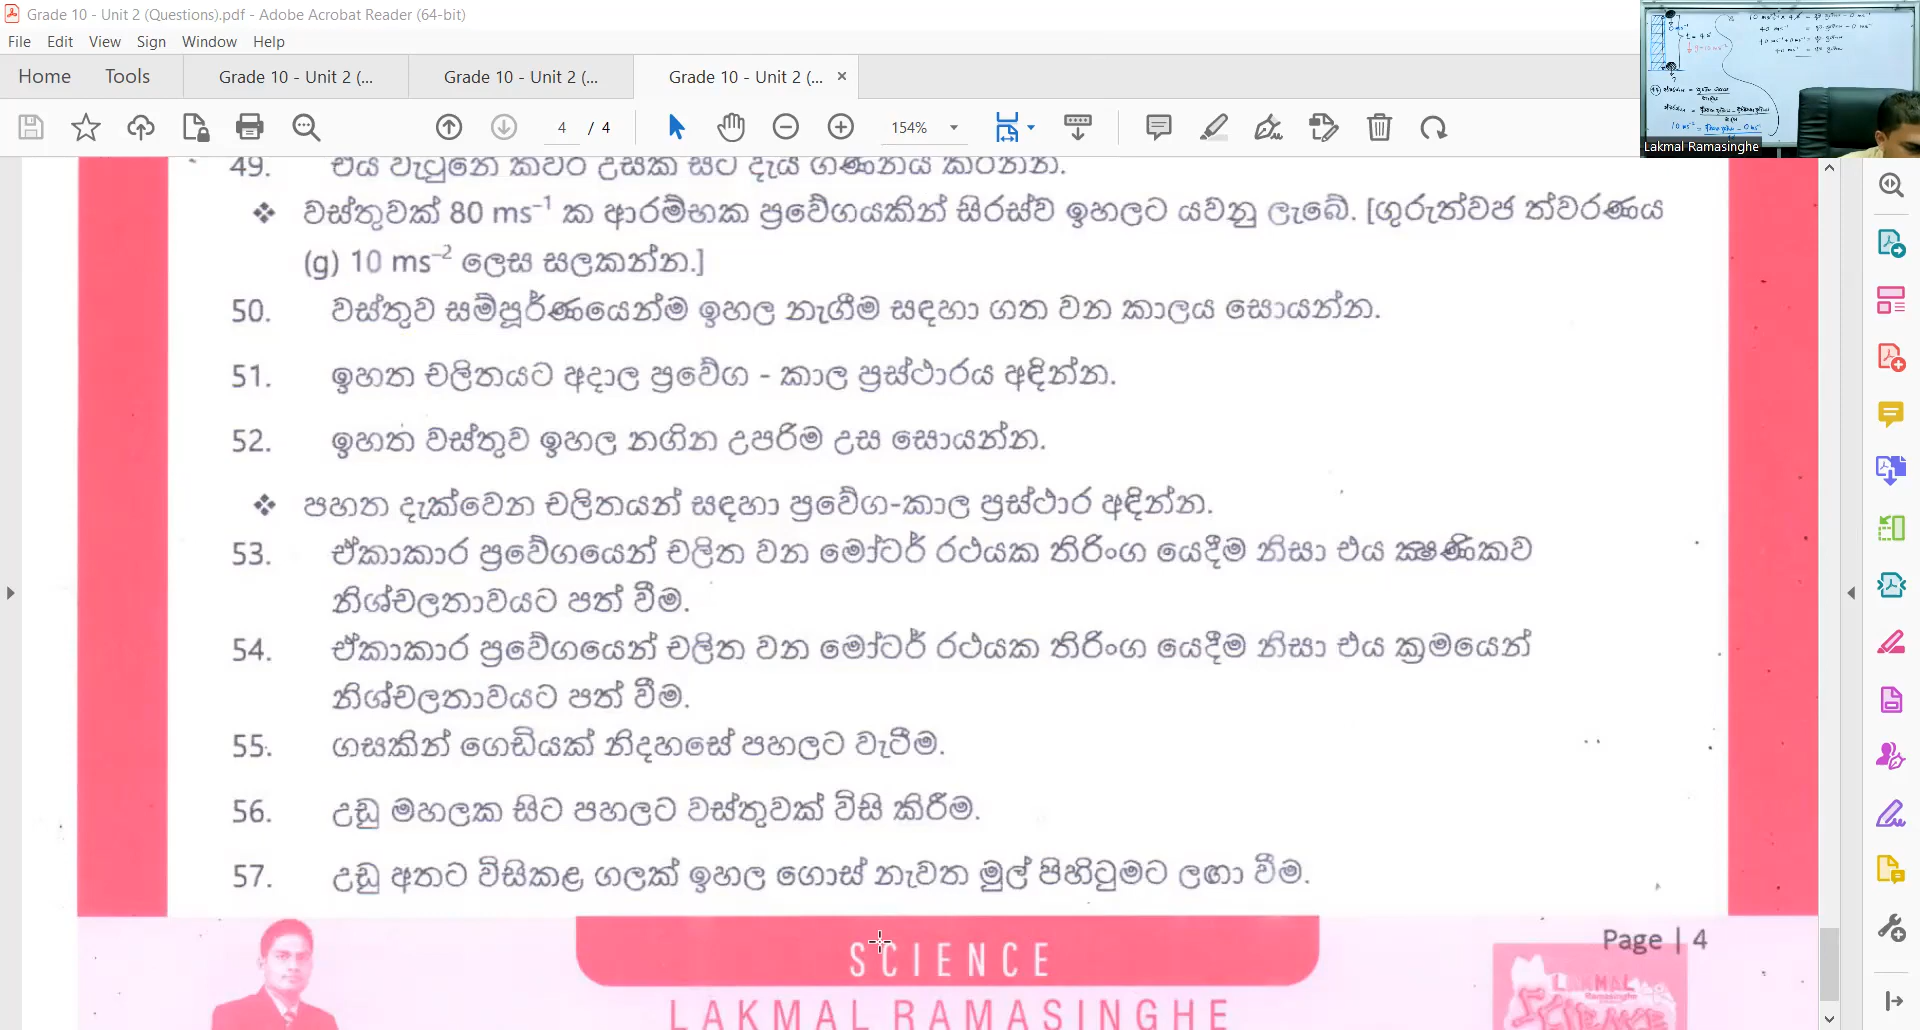 Grade 10 - Unit 2 (Questions).pdf - Adobe Acrobat Reader (64-bit)
File Edit View Sign Window Help
Home Tools Grade 10 - Unit 2 (... Grade 10 - Unit 2 (... Grade 10 - Unit 2 (... ×
4 / 4 154%
Lakmal Ramasinghe
49. එය වැටුනේ කවර උසක සිට දැය ගණනය කරන්න.
❖ වස්තුවක් 80 ms⁻¹ ක ආරම්භක ප්‍රවේගයකින් සිරස්ව ඉහලට යවනු ලැබේ. [ගුරුත්වජ ත්වරණය
(g) 10 ms⁻² ලෙස සලකන්න.]
50. වස්තුව සම්පූර්ණයෙන්ම ඉහල නැගීම සඳහා ගත වන කාලය සොයන්න.
51. ඉහත චලිතයට අදාල ප්‍රවේග - කාල ප්‍රස්ථාරය අඳින්න.
52. ඉහත වස්තුව ඉහල නගින උපරිම උස සොයන්න.
❖ පහත දැක්වෙන චලිතයන් සඳහා ප්‍රවේග-කාල ප්‍රස්ථාර අඳින්න.
53. ඒකාකාර ප්‍රවේගයෙන් චලිත වන මෝටර් රථයක තිරිංග යෙදීම නිසා එය ක්‍ෂණිකව
නිශ්චලතාවයට පත් වීම.
54. ඒකාකාර ප්‍රවේගයෙන් චලිත වන මෝටර් රථයක තිරිංග යෙදීම නිසා එය ක්‍රමයෙන්
නිශ්චලතාවයට පත් වීම.
55. ගසකින් ගෙඩියක් නිදහසේ පහලට වැටීම.
56. උඩු මහලක සිට පහලට වස්තුවක් විසි කිරීම.
57. උඩු අතට විසිකළ ගලක් ඉහල ගොස් නැවත මුල් පිහිටුමට ලඟා වීම.
Page | 4
SCIENCE
LAKMAL RAMASINGHE
LAKMAL
Ramasinghe
SCIENCE